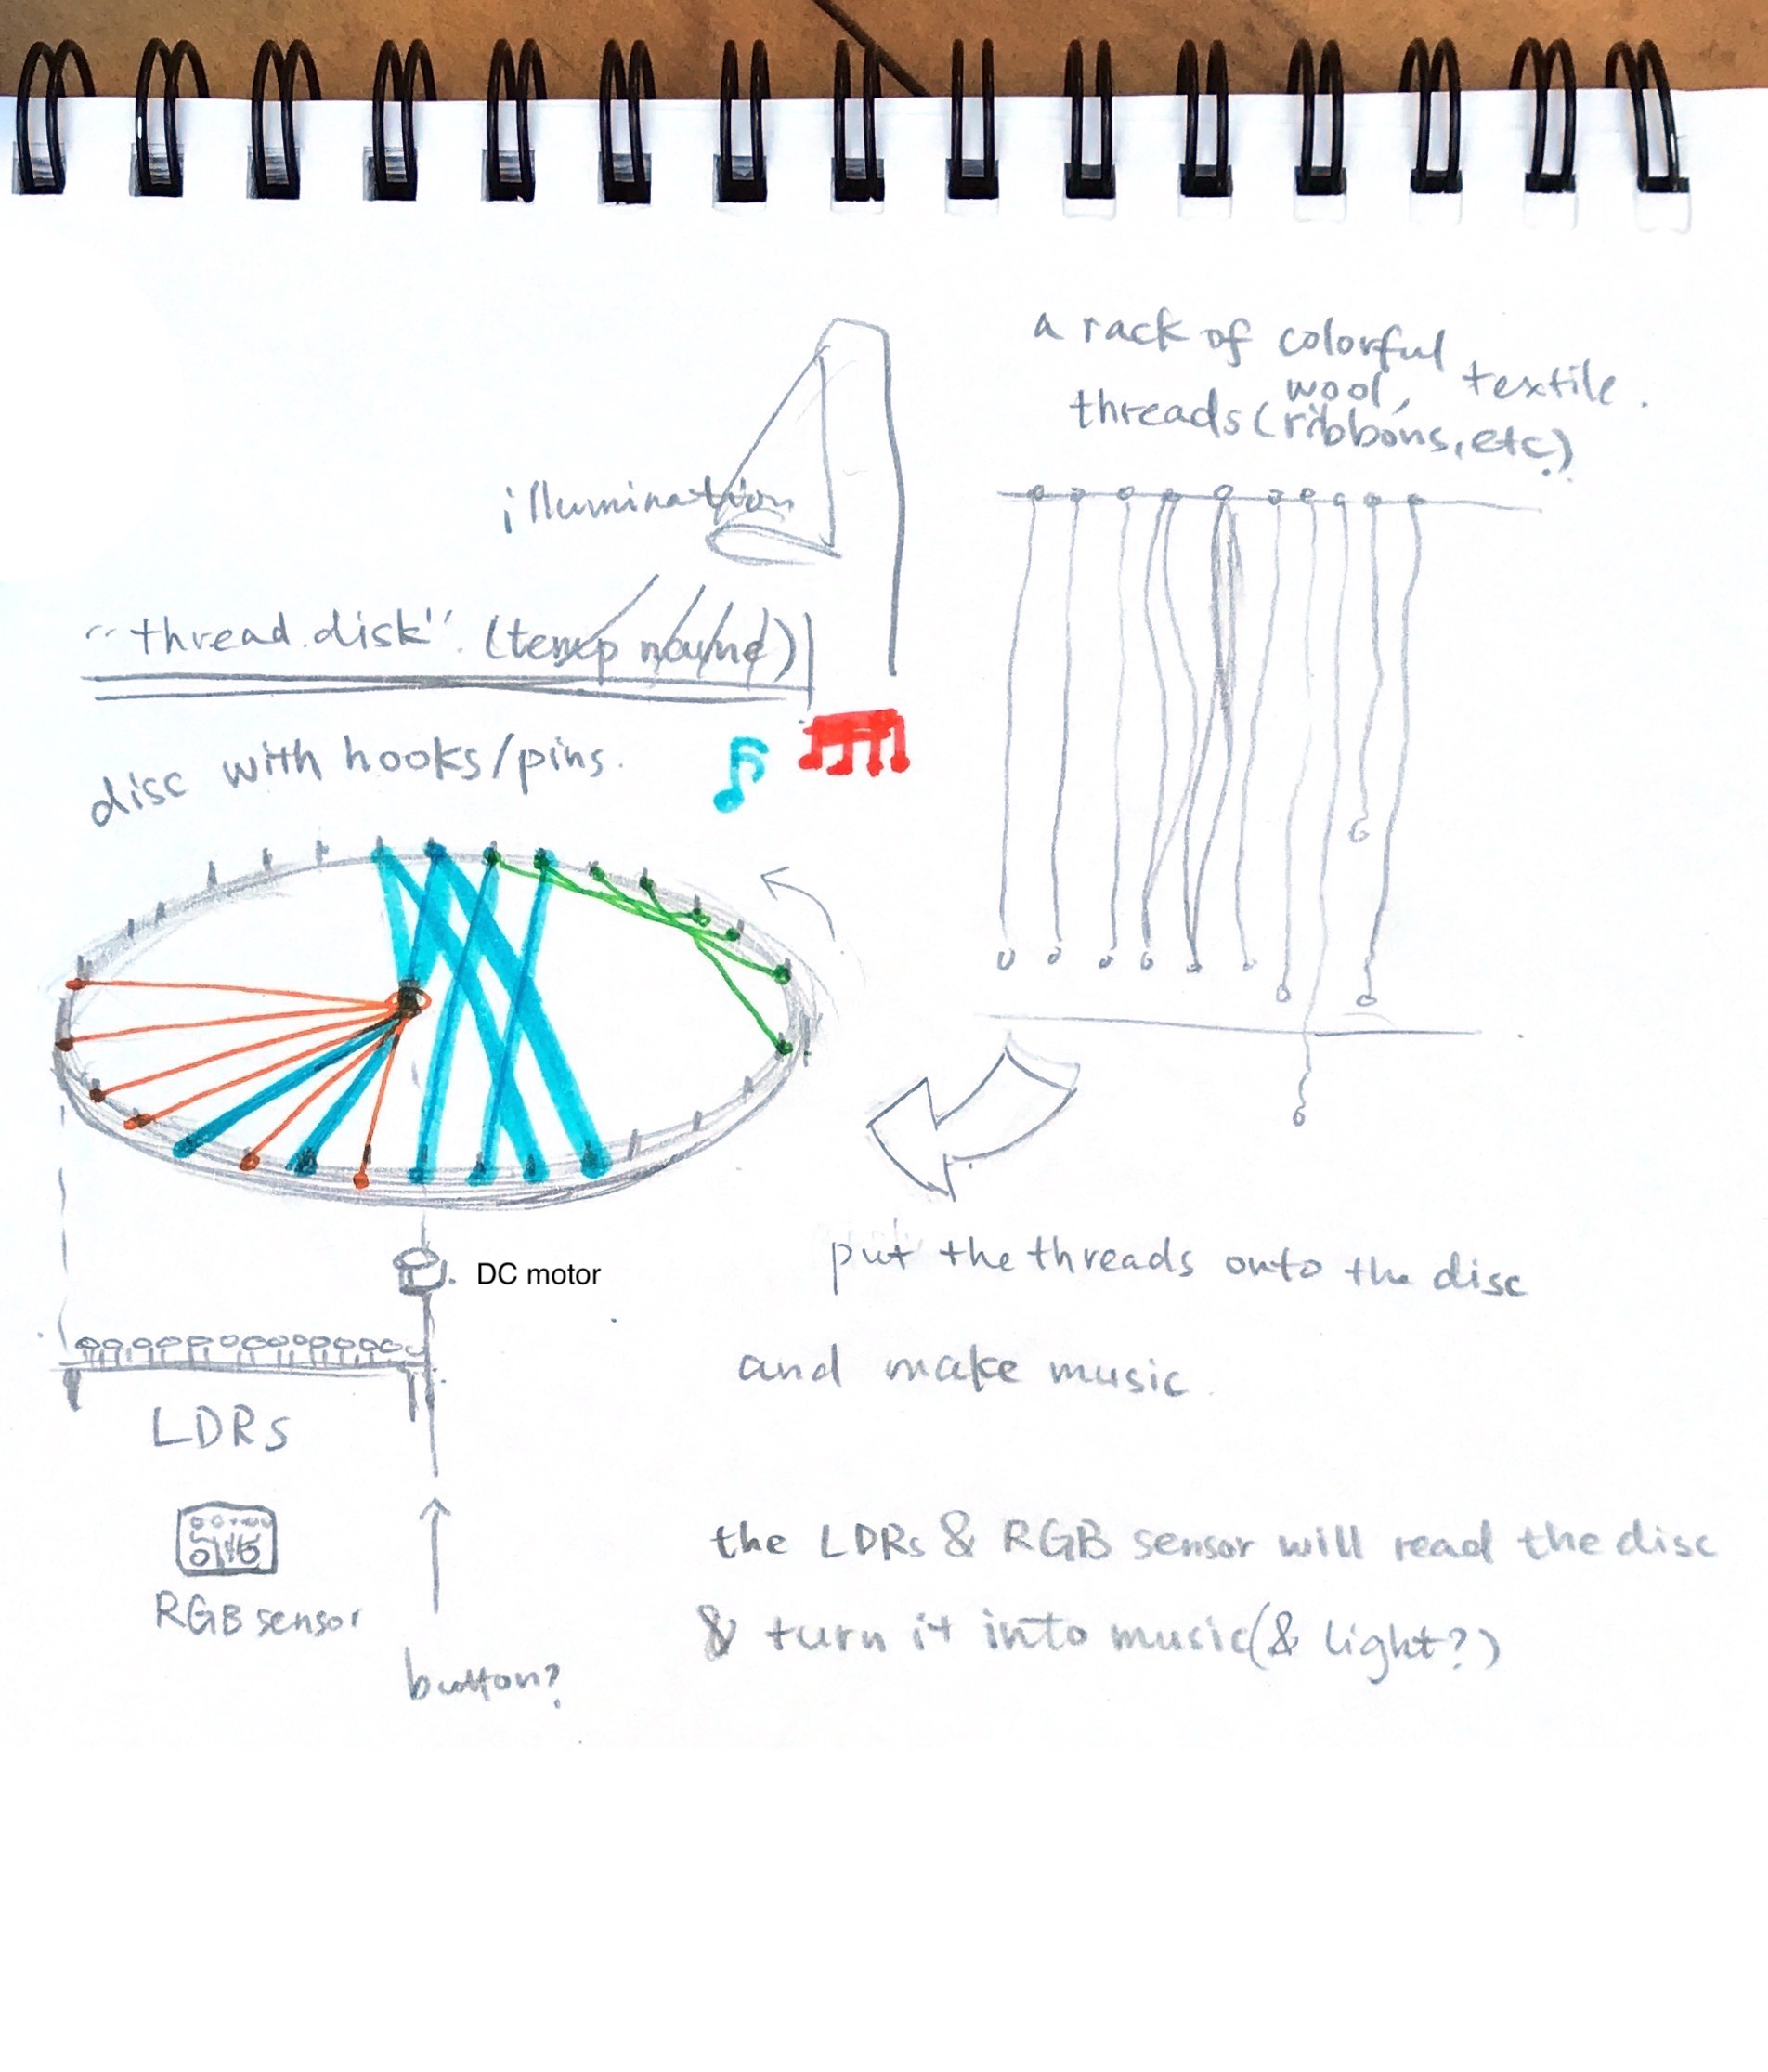 a rack of colorful
wool, textile.
threads (ribbons, etc.)
illumination
"thread.disk". (temp name)
disc with hooks/pins.
DC motor
put the threads onto the disc
and make music.
LDRs
RGB sensor
button?
the LDRs & RGB sensor will read the disc
& turn it into music(& light?)